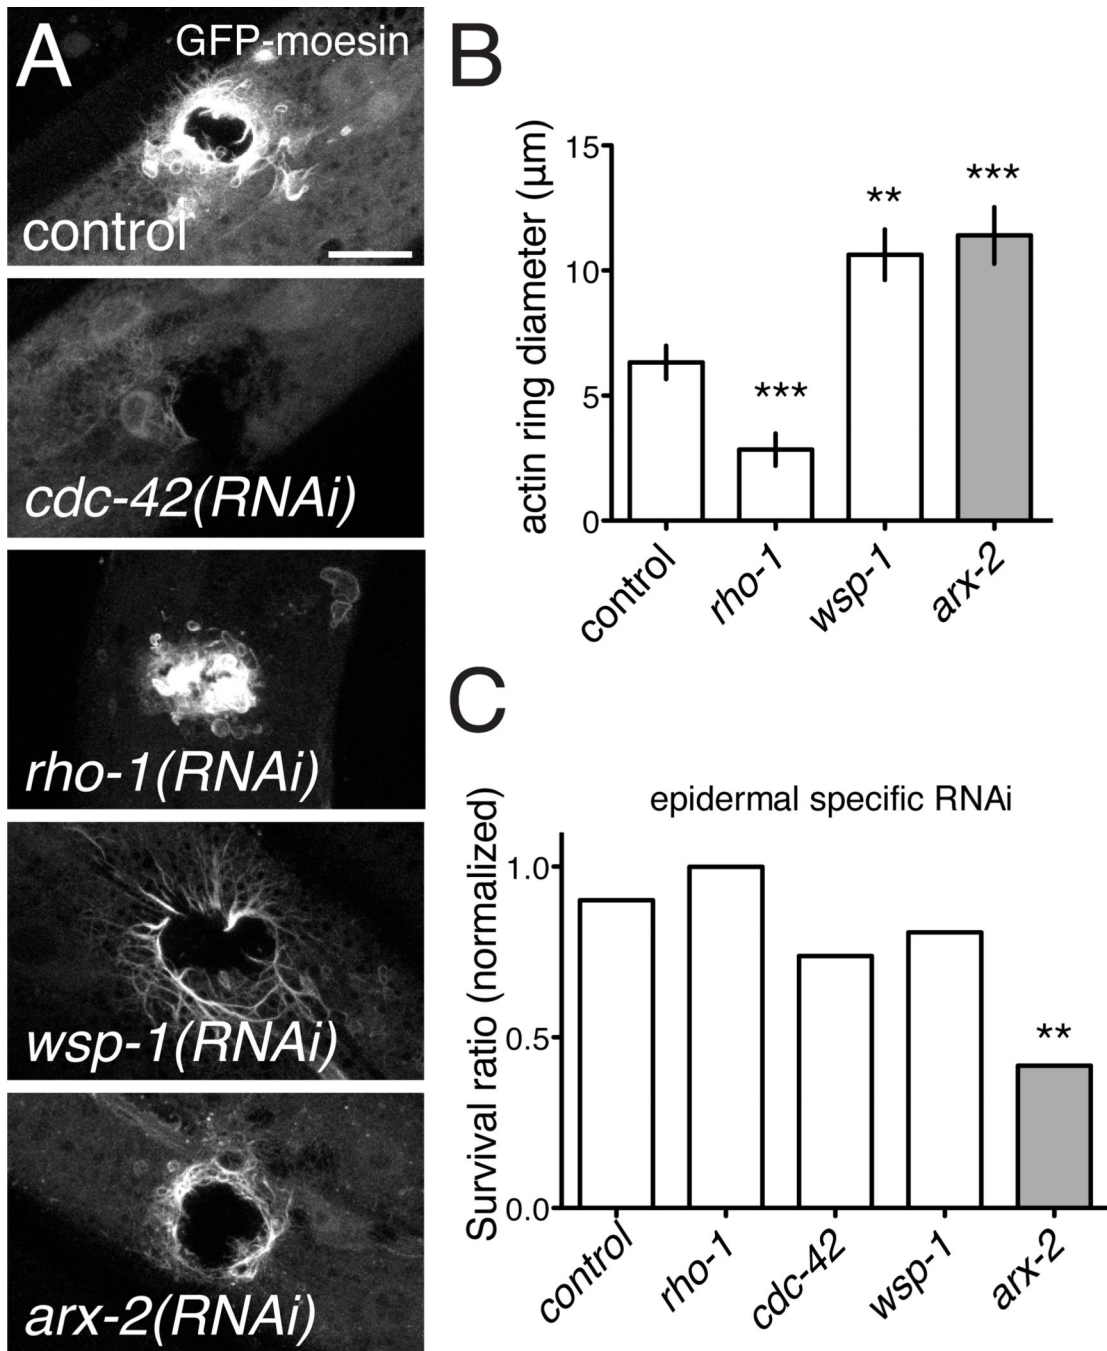 A
GFP-moesin
control
cdc-42(RNAi)
rho-1(RNAi)
wsp-1(RNAi)
arx-2(RNAi)
B
actin ring diameter (µm)
15
10
5
0
***
**
***
control
rho-1
wsp-1
arx-2
C
epidermal specific RNAi
Survival ratio (normalized)
1.0
0.5
0.0
**
control
rho-1
cdc-42
wsp-1
arx-2